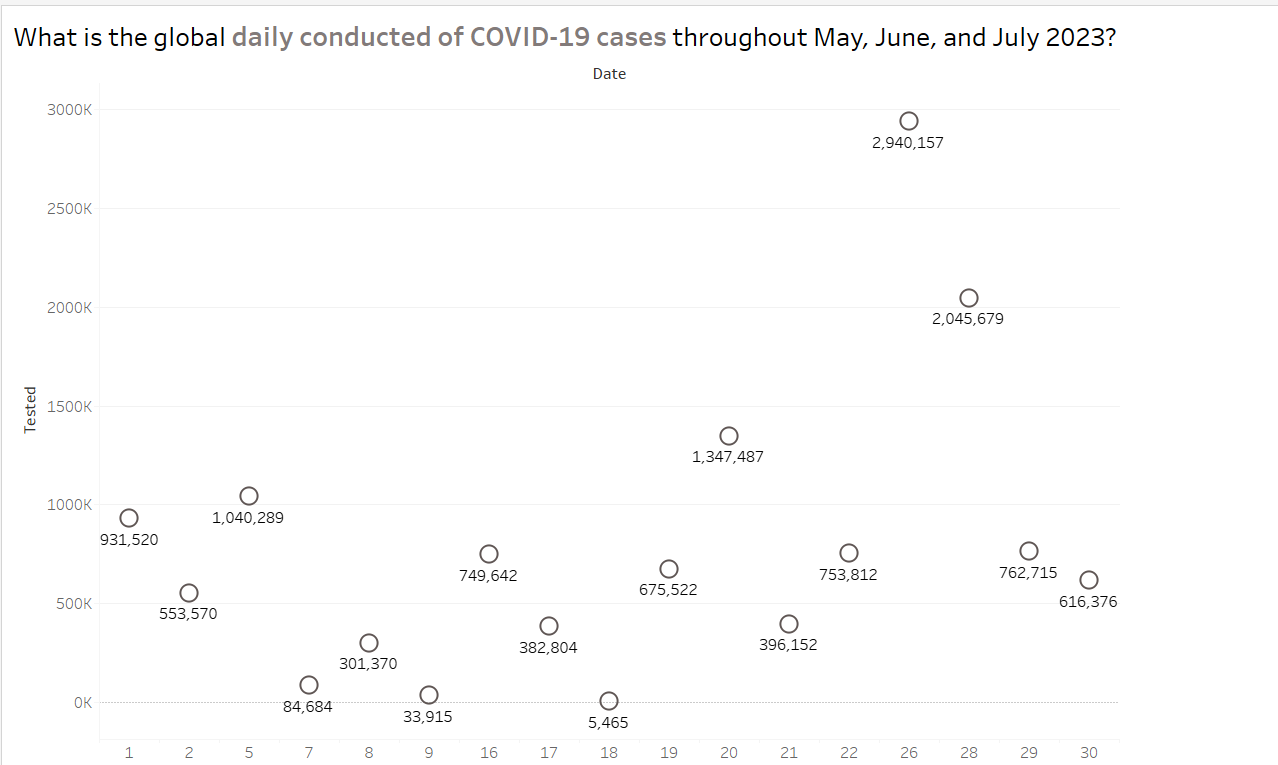 What is the global daily conducted of COVID-19 cases throughout May, June, and July 2023?
Date
3000K
2,940,157
2500K
2000K
2,045,679
Tested
1500K
1,347,487
1000K
1,040,289
931,520
749,642
753,812
762,715
675,522
616,376
500K
553,570
382,804
396,152
301,370
0K
84,684
33,915
5,465
1 2 5 7 8 9 16 17 18 19 20 21 22 26 28 29 30